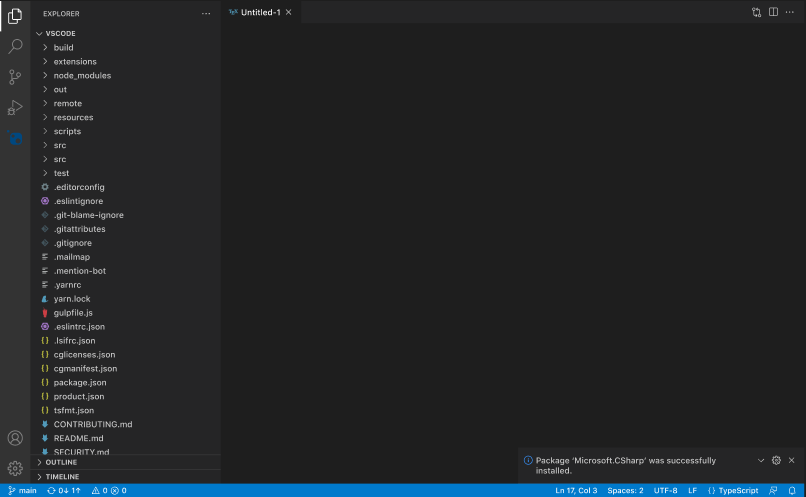 EXPLORER
Untitled-1
VSCODE
build
extensions
node_modules
out
remote
resources
scripts
src
src
test
.editorconfig
.eslintignore
.git-blame-ignore
.gitattributes
.gitignore
.mailmap
.mention-bot
.yarnrc
yarn.lock
gulpfile.js
.eslintrc.json
.lsifrc.json
cglicenses.json
cgmanifest.json
package.json
product.json
tsfmt.json
CONTRIBUTING.md
README.md
SECURITY.md
OUTLINE
TIMELINE
Package ‘Microsoft.CSharp’ was successfully
installed.
main 0↓ 1↑ 0 0 Ln 17, Col 3 Spaces: 2 UTF-8 LF {} TypeScript